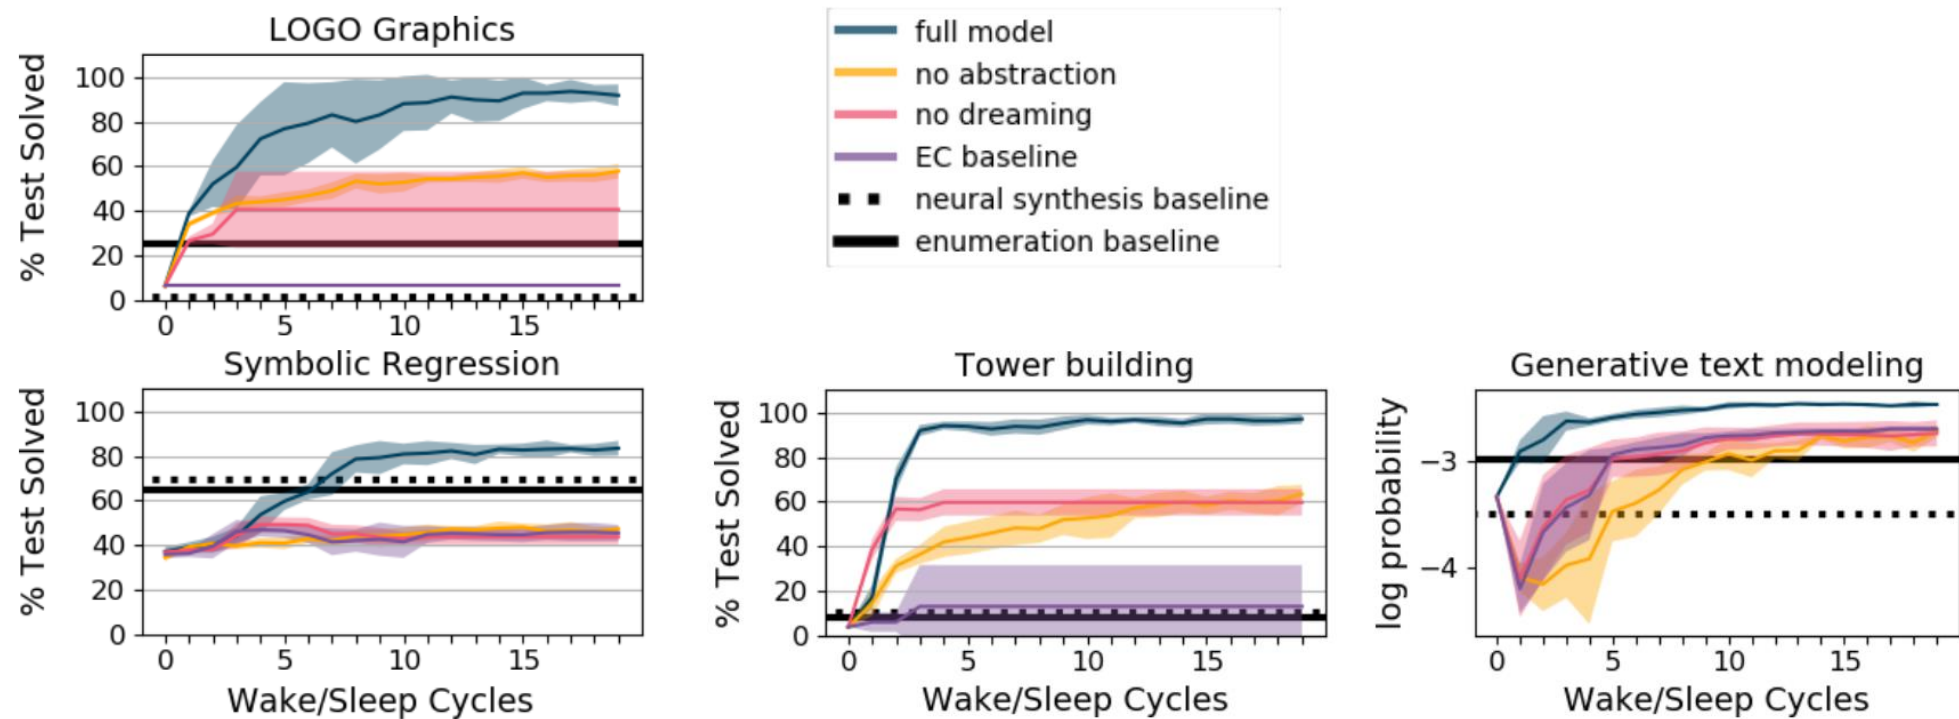 LOGO Graphics
% Test Solved
100
80
60
40
20
0
0 5 10 15
full model
no abstraction
no dreaming
EC baseline
neural synthesis baseline
enumeration baseline
Symbolic Regression
% Test Solved
100
80
60
40
20
0
0 5 10 15
Wake/Sleep Cycles
Tower building
% Test Solved
100
80
60
40
20
0
0 5 10 15
Wake/Sleep Cycles
Generative text modeling
log probability
−3
−4
0 5 10 15
Wake/Sleep Cycles